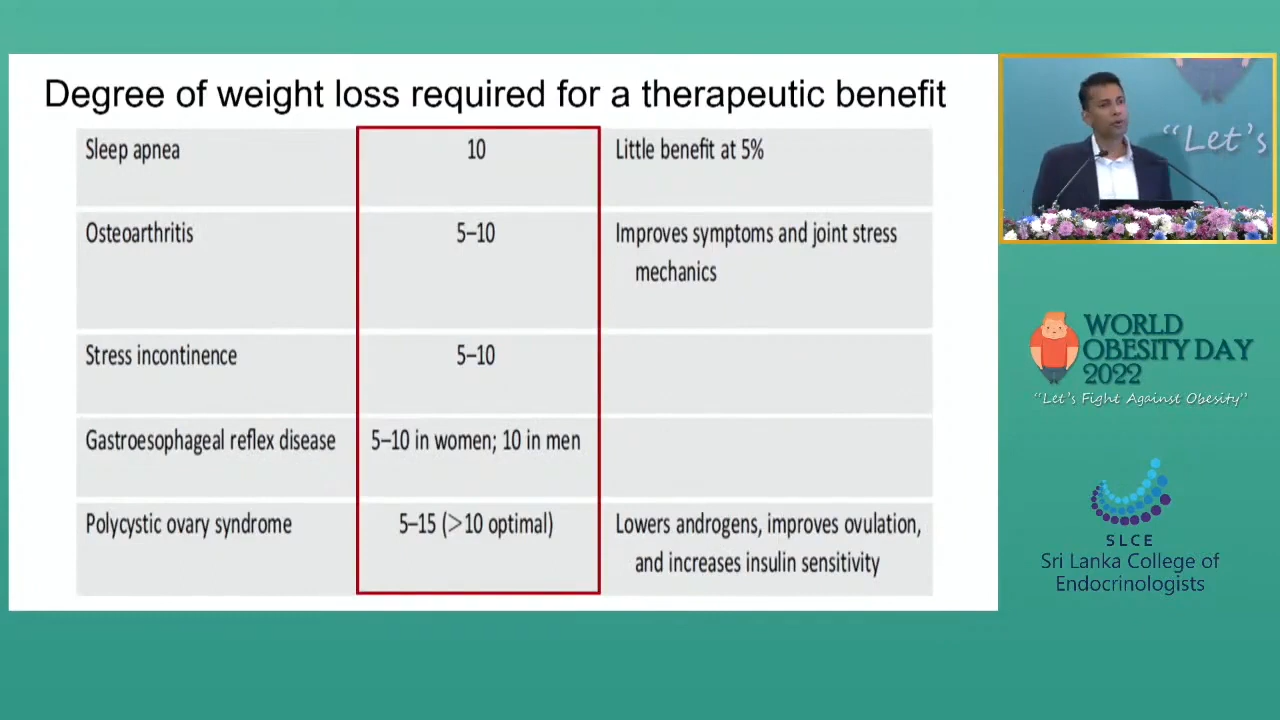 Degree of weight loss required for a therapeutic benefit
Sleep apnea 10 Little benefit at 5%
Osteoarthritis 5–10 Improves symptoms and joint stress
mechanics
Stress incontinence 5–10
Gastroesophageal reflex disease 5–10 in women; 10 in men
Polycystic ovary syndrome 5–15 (>10 optimal) Lowers androgens, improves ovulation,
and increases insulin sensitivity
“Let’s
WORLD
OBESITY DAY
2022
“Let’s Fight Against Obesity”
SLCE
Sri Lanka College of
Endocrinologists